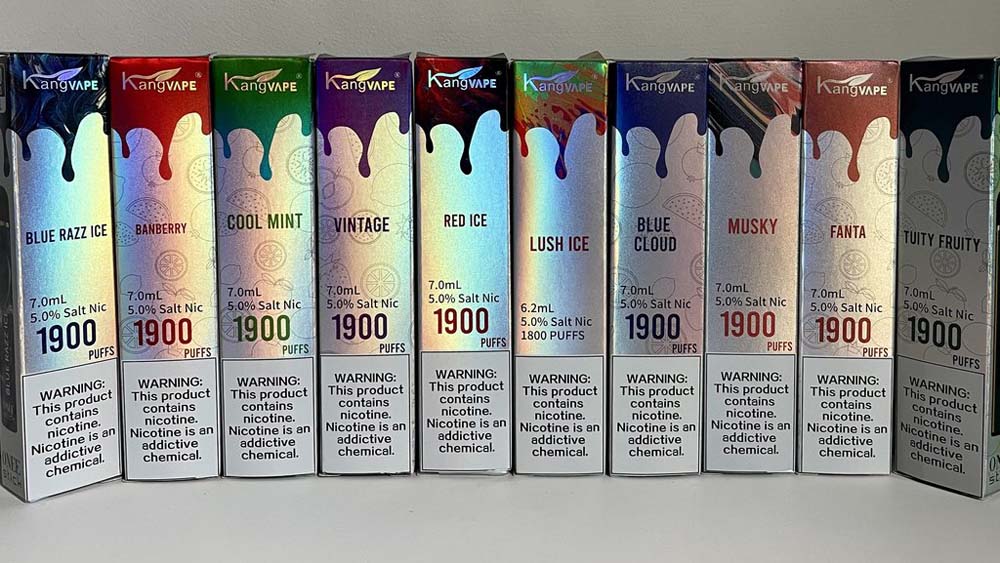 KangVAPE®
BLUE RAZZ ICE
7.0mL
5.0% Salt Nic
1900
PUFFS
WARNING:
This product
contains
nicotine.
Nicotine is an
addictive
chemical.
KangVAPE®
BANBERRY
7.0mL
5.0% Salt Nic
1900
PUFFS
WARNING:
This product
contains
nicotine.
Nicotine is an
addictive
chemical.
KangVAPE®
COOL MINT
7.0mL
5.0% Salt Nic
1900
PUFFS
WARNING:
This product
contains
nicotine.
Nicotine is an
addictive
chemical.
KangVAPE®
VINTAGE
7.0mL
5.0% Salt Nic
1900
PUFFS
WARNING:
This product
contains
nicotine.
Nicotine is an
addictive
chemical.
KangVAPE®
RED ICE
7.0mL
5.0% Salt Nic
1900
PUFFS
WARNING:
This product
contains
nicotine.
Nicotine is an
addictive
chemical.
KangVAPE®
LUSH ICE
6.2mL
5.0% Salt Nic
1800 PUFFS
WARNING:
This product
contains
nicotine.
Nicotine is an
addictive
chemical.
KangVAPE®
BLUE
CLOUD
7.0mL
5.0% Salt Nic
1900
PUFFS
WARNING:
This product
contains
nicotine.
Nicotine is an
addictive
chemical.
KangVAPE®
MUSKY
7.0mL
5.0% Salt Nic
1900
PUFFS
WARNING:
This product
contains
nicotine.
Nicotine is an
addictive
chemical.
KangVAPE®
FANTA
7.0mL
5.0% Salt Nic
1900
PUFFS
WARNING:
This product
contains
nicotine.
Nicotine is an
addictive
chemical.
KangVAPE
TUITY FRUITY
7.0mL
5.0% Salt Nic
1900
PUFFS
WARNING:
This product
contains
nicotine.
Nicotine is an
addictive
chemical.